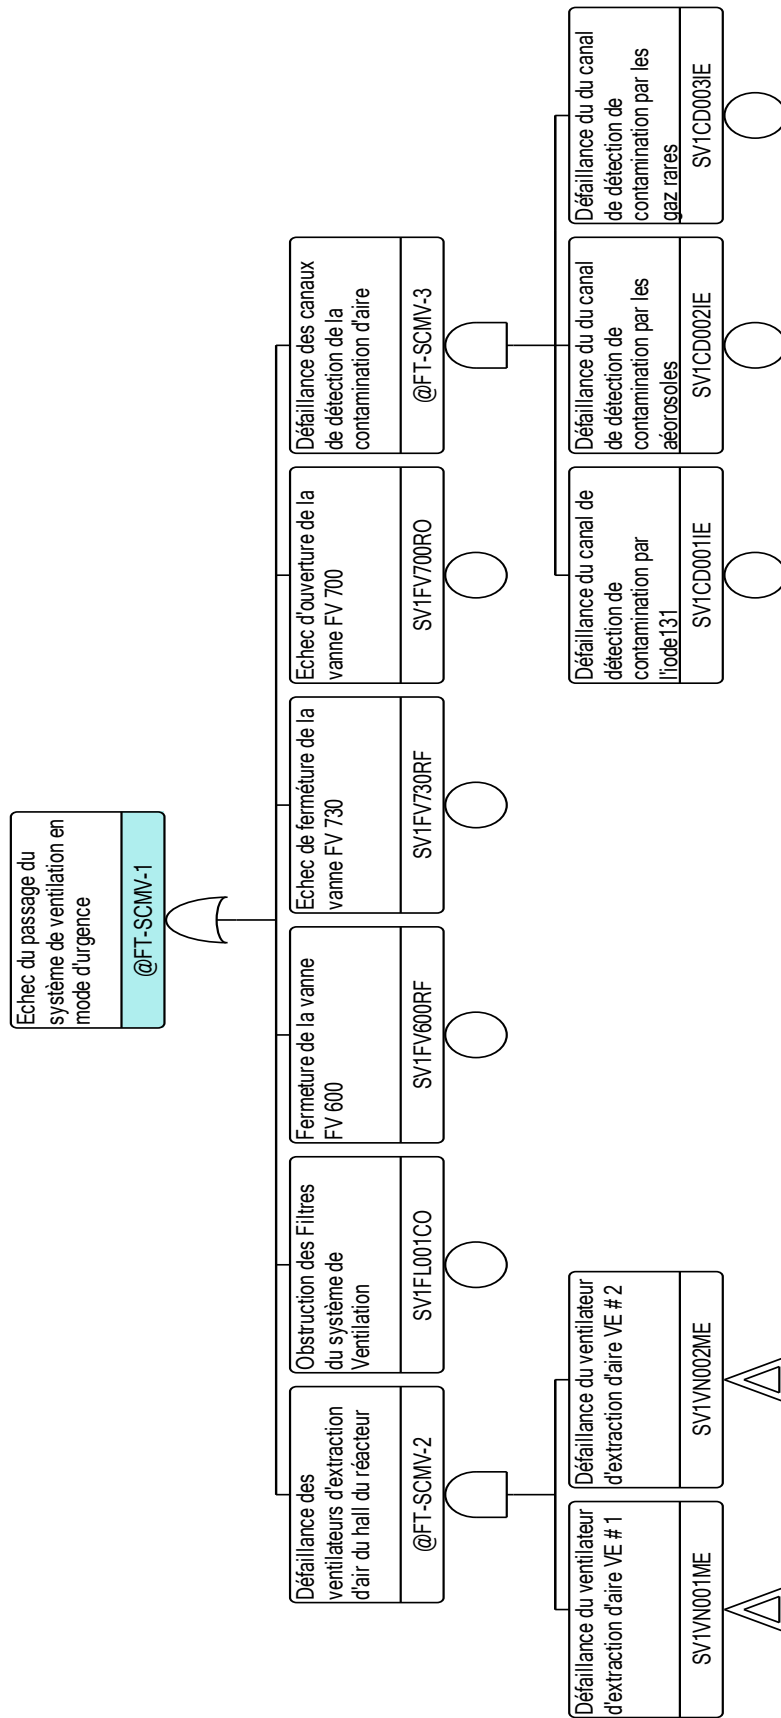 Echec du passage du
système de ventilation en
mode d'urgence
@FT-SCMV-1
Défaillance des
ventilateurs d'extraction
d'air du hall du réacteur
@FT-SCMV-2
Obstruction des Filtres
du système de
Ventilation
SV1FL001CO
Fermeture de la vanne
FV 600
SV1FV600RF
Echec de ferméture de la
vanne FV 730
SV1FV730RF
Echec d'ouverture de la
vanne FV 700
SV1FV700RO
Défaillance des canaux
de détection de la
contamination d'aire
@FT-SCMV-3
Défaillance du ventilateur
d'extraction d'aire VE # 1
SV1VN001ME
Défaillance du ventilateur
d'extraction d'aire VE # 2
SV1VN002ME
Défaillance du canal de
détection de
contamination par
l'iode131
SV1CD001IE
Défaillance du du canal
de détection de
contamination par les
aéorosoles
SV1CD002IE
Défaillance du du canal
de détection de
contamination par les
gaz rares
SV1CD003IE